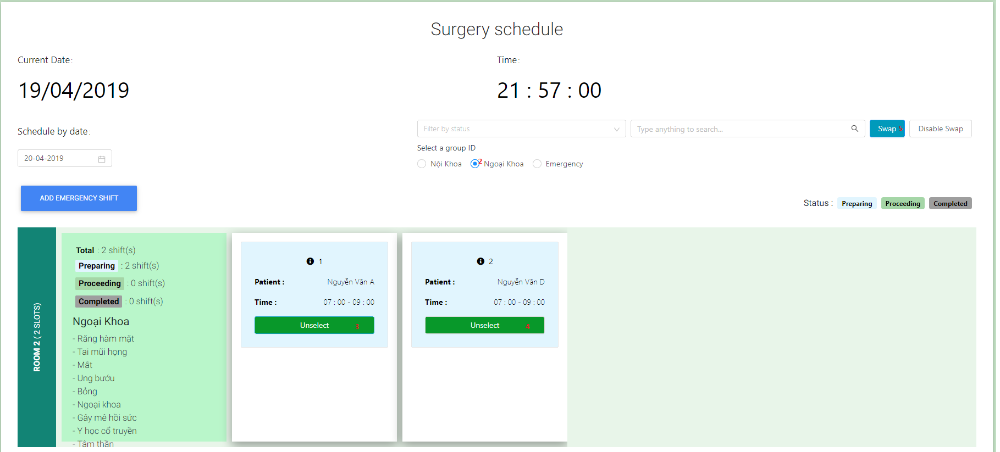 Surgery schedule
Current Date:
Time:
19/04/2019
21 : 57 : 00
Schedule by date:
Filter by status
Type anything to search...
Swap 5
Disable Swap
Select a group ID
20-04-2019
Nội Khoa
2 Ngoại Khoa
Emergency
ADD EMERGENCY SHIFT
Status : Preparing Proceeding Completed
ROOM 2 ( 2 SLOTS)
Total : 2 shift(s)
Preparing : 2 shift(s)
Proceeding : 0 shift(s)
Completed : 0 shift(s)
Ngoại Khoa
- Răng hàm mặt
- Tai mũi họng
- Mắt
- Ung bướu
- Bỏng
- Ngoại khoa
- Gây mê hồi sức
- Y học cổ truyền
- Tâm thần
1
Patient : Nguyễn Văn A
Time : 07 : 00 - 09 : 00
Unselect 3
2
Patient : Nguyễn Văn D
Time : 07 : 00 - 09 : 00
Unselect 4